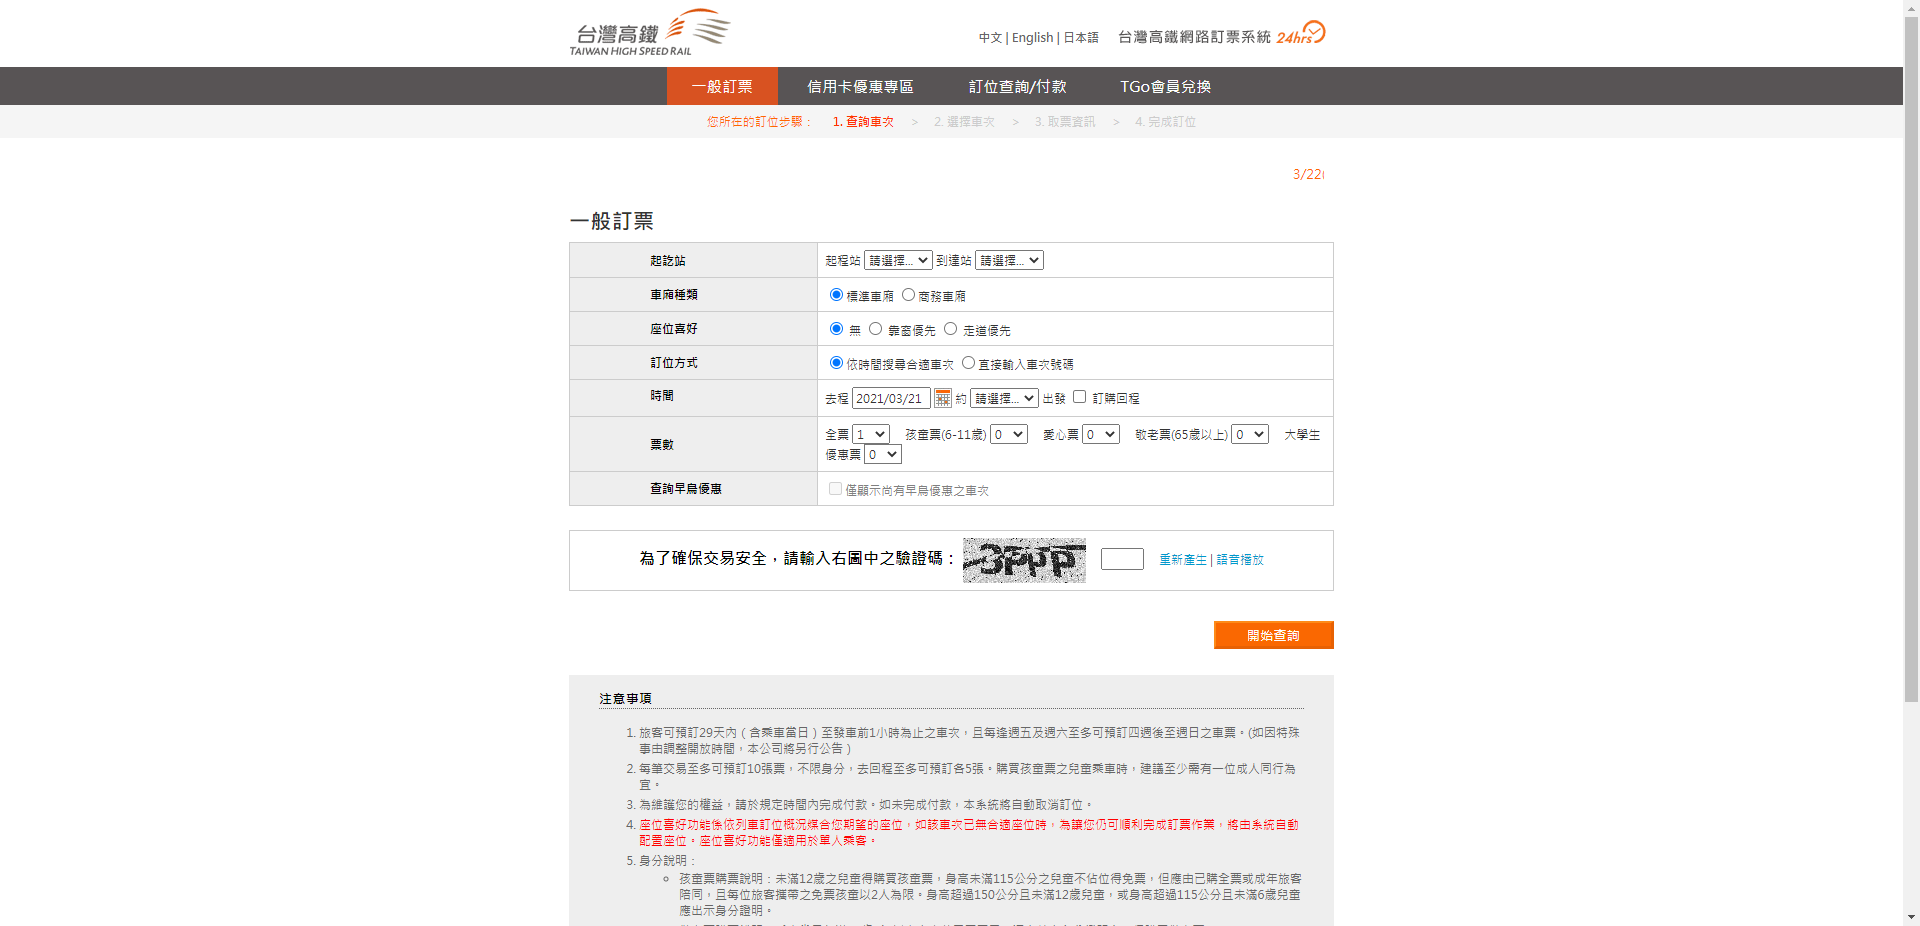 台灣高鐵
TAIWAN HIGH SPEED RAIL
中文 | English | 日本語
台灣高鐵網路訂票系統 24hrs
一般訂票 信用卡優惠專區 訂位查詢/付款 TGo會員兌換
您所在的訂位步驟： 1. 查詢車次 > 2. 選擇車次 > 3. 取票資訊 > 4. 完成訂位
3/22
一般訂票
起訖站 起程站 請選擇... 到達站 請選擇...
車廂種類 標準車廂 商務車廂
座位喜好 無 靠窗優先 走道優先
訂位方式 依時間搜尋合適車次 直接輸入車次號碼
時間 去程 2021/03/21 約 請選擇... 出發 訂購回程
票數 全票 1 孩童票(6-11歲) 0 愛心票 0 敬老票(65歲以上) 0 大學生
優惠票 0
查詢早鳥優惠 僅顯示尚有早鳥優惠之車次
為了確保交易安全，請輸入右圖中之驗證碼： 3PPP 重新產生 | 語音播放
開始查詢
注意事項
1. 旅客可預訂29天內（含乘車當日）至發車前1小時為止之車次，且每逢週五及週六至多可預訂四週後至週日之車票。(如因特殊
事由調整開放時間，本公司將另行公告）
2. 每筆交易至多可預訂10張票，不限身分，去回程至多可預訂各5張。購買孩童票之兒童乘車時，建議至少需有一位成人同行為
宜。
3. 為維護您的權益，請於規定時間內完成付款。如未完成付款，本系統將自動取消訂位。
4. 座位喜好功能係依列車訂位概況媒合您期望的座位，如該車次已無合適座位時，為讓您仍可順利完成訂票作業，將由系統自動
配置座位。座位喜好功能僅適用於單人乘客。
5. 身分說明：
孩童票購票說明：未滿12歲之兒童得購買孩童票，身高未滿115公分之兒童不佔位得免票，但應由已購全票或成年旅客
陪同，且每位旅客攜帶之免票孩童以2人為限。身高超過150公分且未滿12歲兒童，或身高超過115公分且未滿6歲兒童
應出示身分證明。